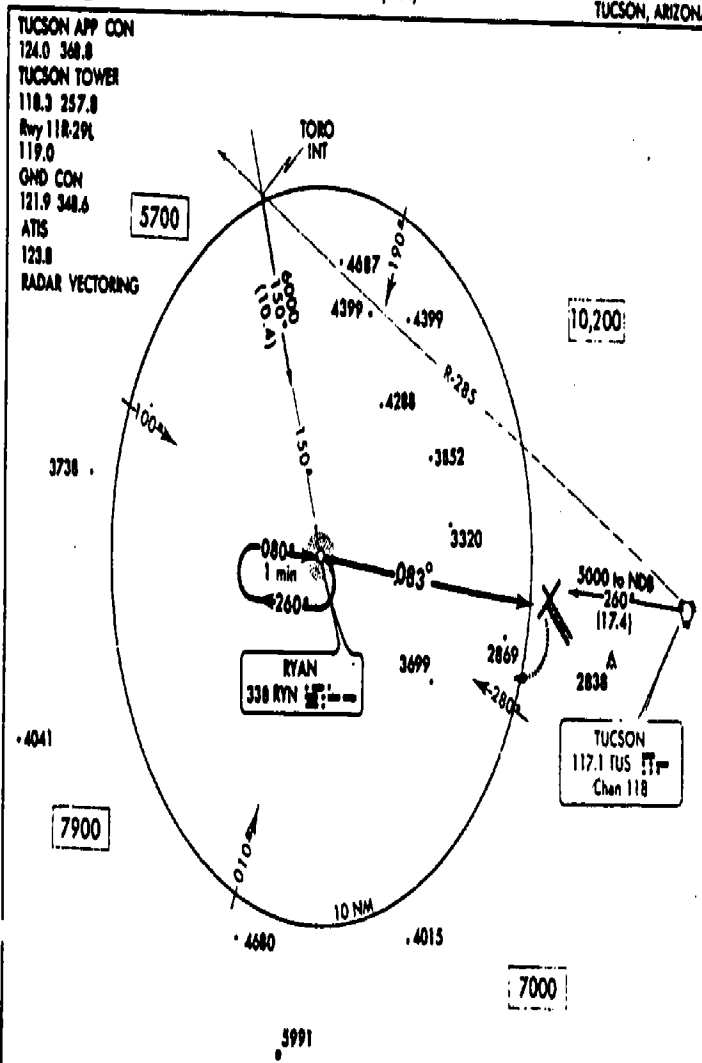 TUCSON, ARIZONA
TUCSON APP CON
124.0 368.8
TUCSON TOWER
118.3 257.8
Rwy 11R-29L
119.0
GND CON
121.9 348.6
ATIS
123.8
RADAR VECTORING
TORO
INT
5700
4687
190°
4399
4399
10,200
6000
150°
(10.4)
R-285
4288
100°
150°
3852
3738
3320
080°
1 min
260°
083°
5000 to NDB
260°
(17.4)
RYAN
338 RYN
3699
2869
2838
280°
TUCSON
117.1 TUS
Chan 118
4041
7900
010°
10 NM
4680
4015
7000
5991